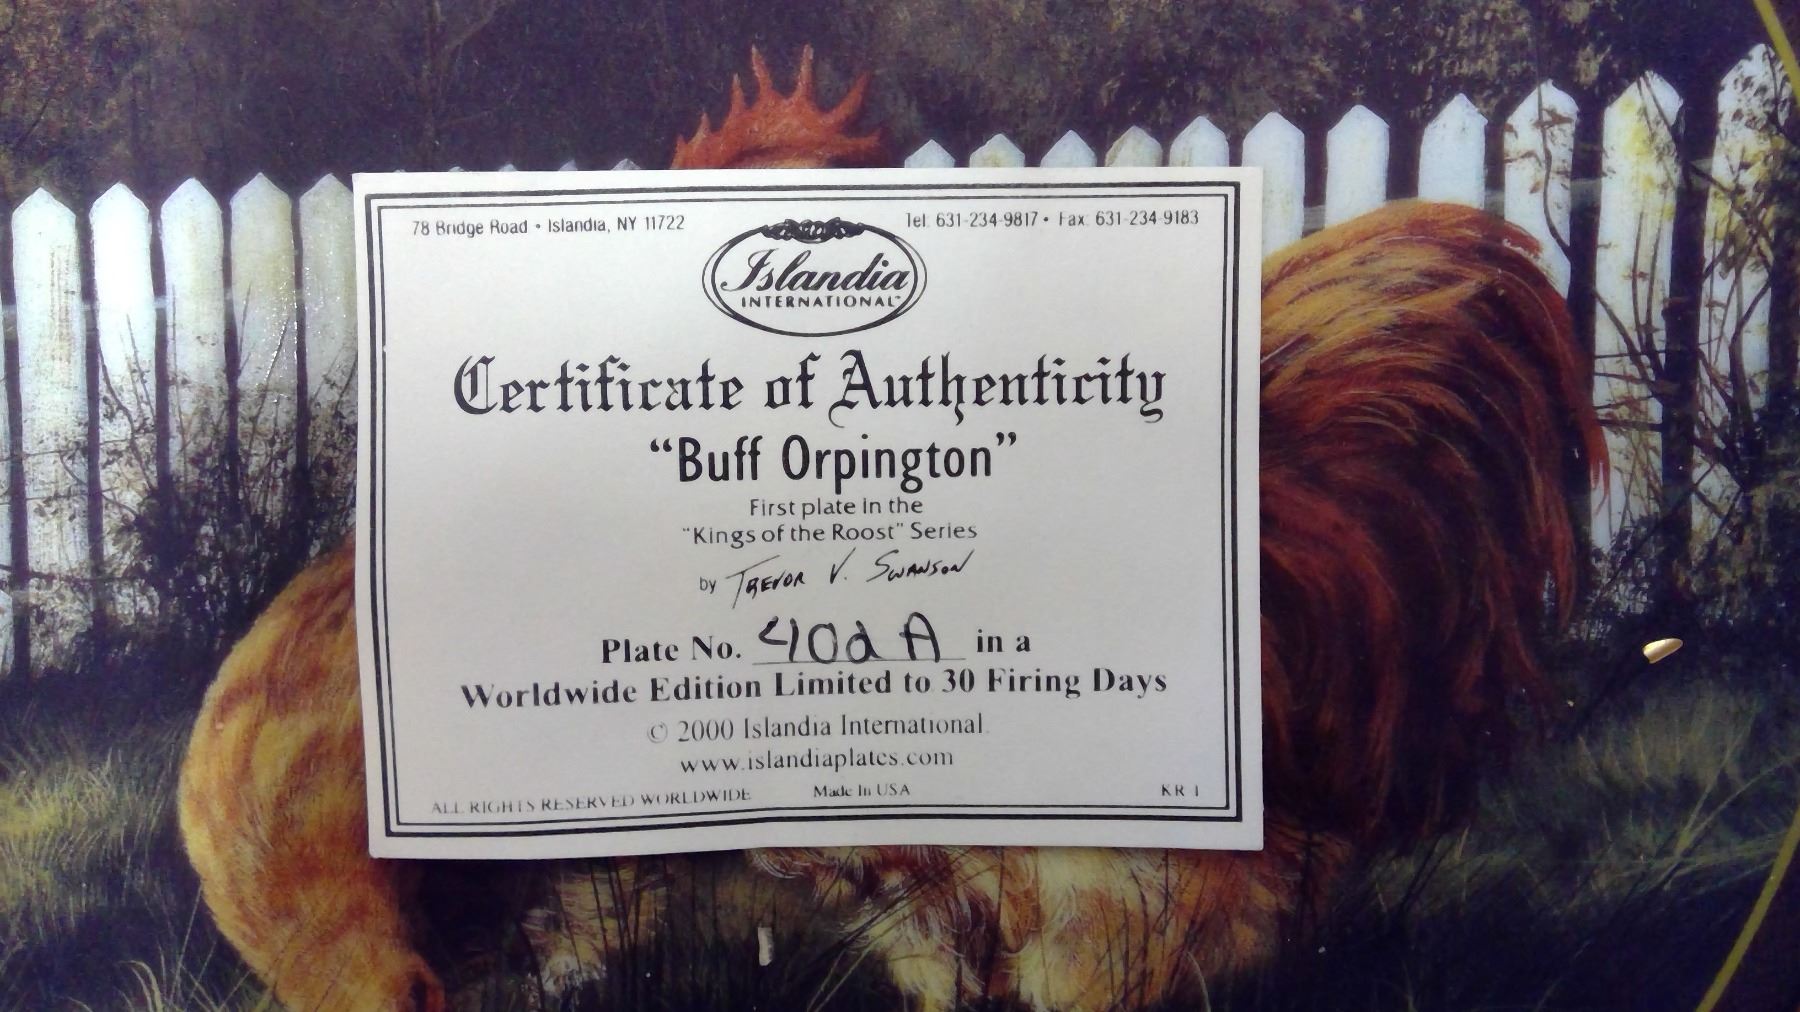 78 Bridge Road • Islandia, NY 11722
Tel: 631-234-9817 • Fax: 631-234-9183
Islandia
INTERNATIONAL™
Certificate of Authenticity
“Buff Orpington”
First plate in the
“Kings of the Roost” Series
by TREVOR V. SWANSON
Plate No. 402 A in a
Worldwide Edition Limited to 30 Firing Days
© 2000 Islandia International.
www.islandiaplates.com
ALL RIGHTS RESERVED WORLDWIDE
Made In USA
KR 1